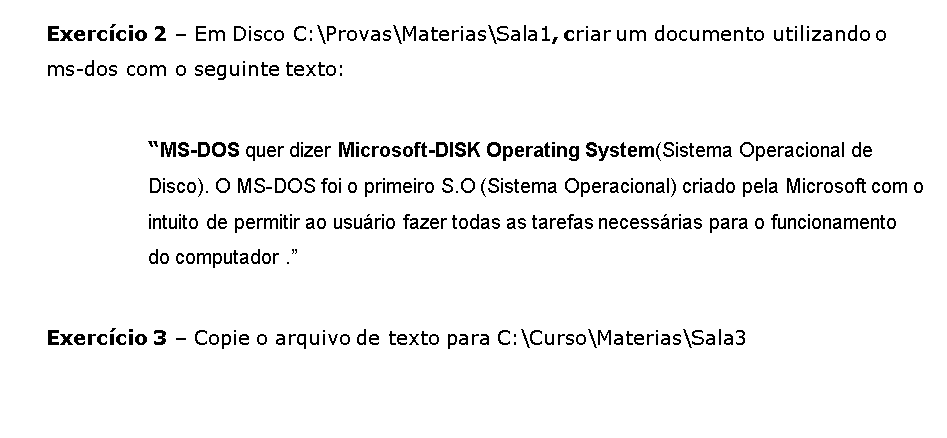 Exercício 2 – Em Disco C:\Provas\Materias\Sala1, criar um documento utilizando o
ms-dos com o seguinte texto:
“MS-DOS quer dizer Microsoft-DISK Operating System(Sistema Operacional de
Disco). O MS-DOS foi o primeiro S.O (Sistema Operacional) criado pela Microsoft com o
intuito de permitir ao usuário fazer todas as tarefas necessárias para o funcionamento
do computador .”
Exercício 3 – Copie o arquivo de texto para C:\Curso\Materias\Sala3